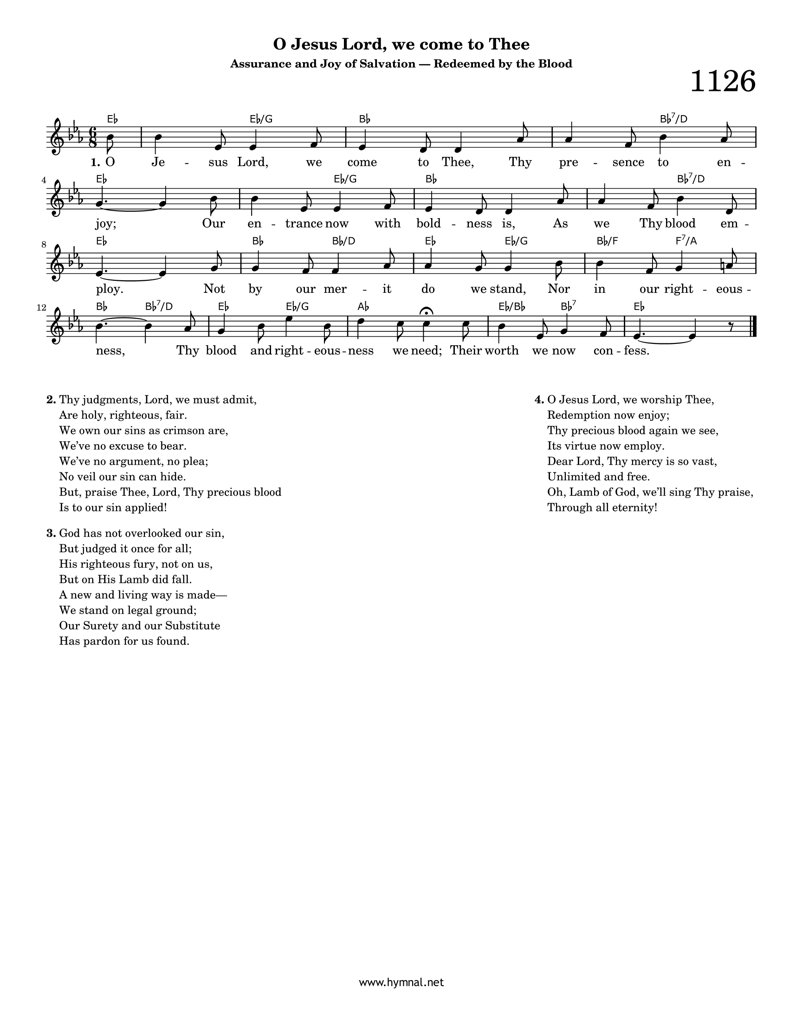 O Jesus Lord, we come to Thee
Assurance and Joy of Salvation — Redeemed by the Blood
1126
E♭ E♭/G B♭ B♭7/D
6
8
1. O Je - sus Lord, we come to Thee, Thy pre - sence to en -
4 E♭ E♭/G B♭ B♭7/D
joy; Our en - trance now with bold - ness is, As we Thy blood em -
8 E♭ B♭ B♭/D E♭ E♭/G B♭/F F7/A
ploy. Not by our mer - it do we stand, Nor in our right - eous -
12 B♭ B♭7/D E♭ E♭/G A♭ E♭/B♭ B♭7 E♭
ness, Thy blood and right - eous - ness we need; Their worth we now con - fess.
2. Thy judgments, Lord, we must admit,
Are holy, righteous, fair.
We own our sins as crimson are,
We've no excuse to bear.
We've no argument, no plea;
No veil our sin can hide.
But, praise Thee, Lord, Thy precious blood
Is to our sin applied!
3. God has not overlooked our sin,
But judged it once for all;
His righteous fury, not on us,
But on His Lamb did fall.
A new and living way is made—
We stand on legal ground;
Our Surety and our Substitute
Has pardon for us found.
4. O Jesus Lord, we worship Thee,
Redemption now enjoy;
Thy precious blood again we see,
Its virtue now employ.
Dear Lord, Thy mercy is so vast,
Unlimited and free.
Oh, Lamb of God, we'll sing Thy praise,
Through all eternity!
www.hymnal.net